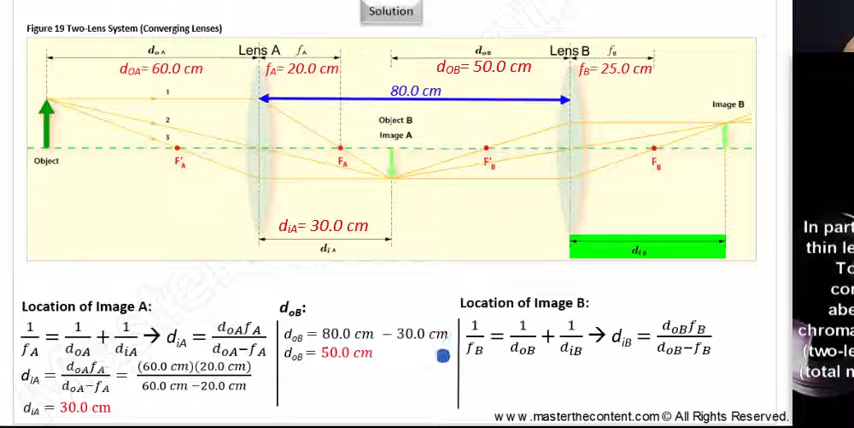 Solution
Figure 19 Two-Lens System (Converging Lenses)
d₀ₐ Lens A fₐ d₀ʙ Lens B fʙ
dOA= 60.0 cm fA= 20.0 cm dOB= 50.0 cm fB= 25.0 cm
80.0 cm
Object B
Image A
Image B
1
2
3
Object F'A FA F'B FB
diA= 30.0 cm
diA diB
Location of Image A:
1/fA = 1/doA + 1/diA → diA = doAfA/doA−fA
diA = doAfA/doA−fA = (60.0 cm)(20.0 cm)/60.0 cm −20.0 cm
diA = 30.0 cm
doB:
doB = 80.0 cm − 30.0 cm
doB = 50.0 cm
Location of Image B:
1/fB = 1/doB + 1/diB → diB = doBfB/doB−fB
www.masterthecontent.com © All Rights Reserved.
In part
thin le
To
cor
abe
chroma
(two-le
(total n